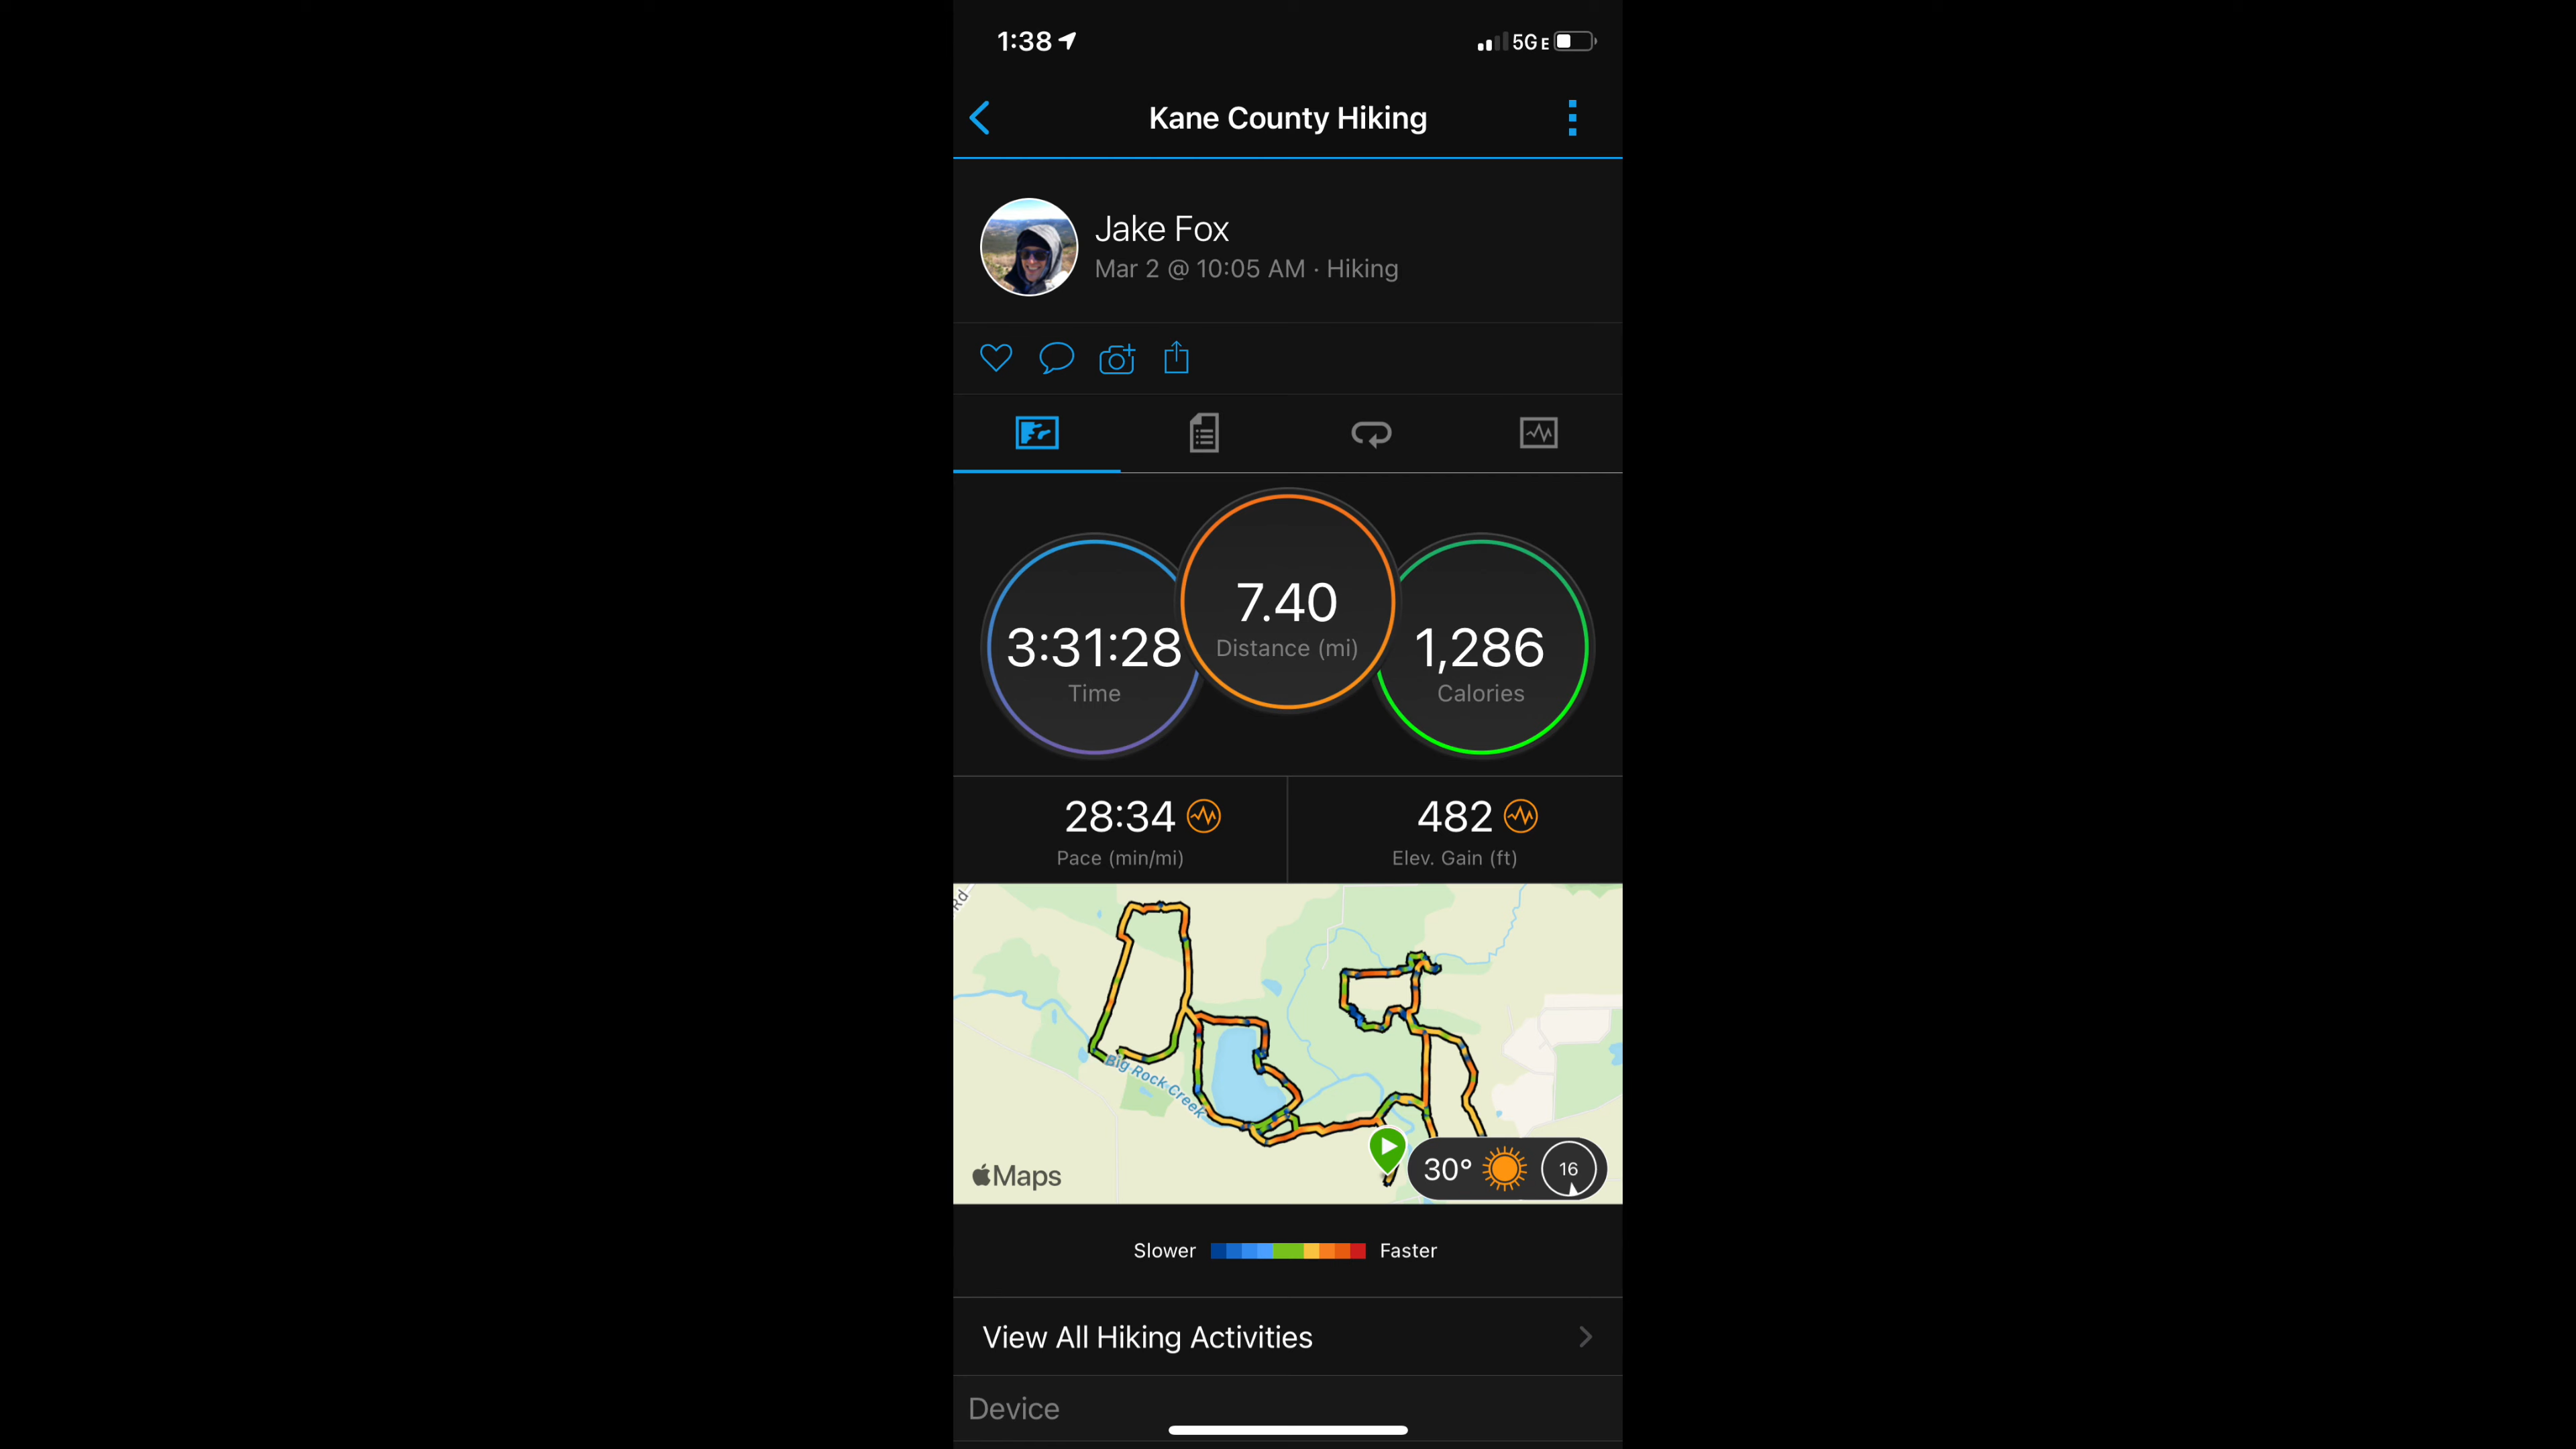 1:38 5GE
Kane County Hiking
Jake Fox
Mar 2 @ 10:05 AM · Hiking
7.40
Distance (mi)
3:31:28
Time
1,286
Calories
28:34
Pace (min/mi)
482
Elev. Gain (ft)
Rd
Big Rock Creek
Maps
30° 16
Slower Faster
View All Hiking Activities
Device